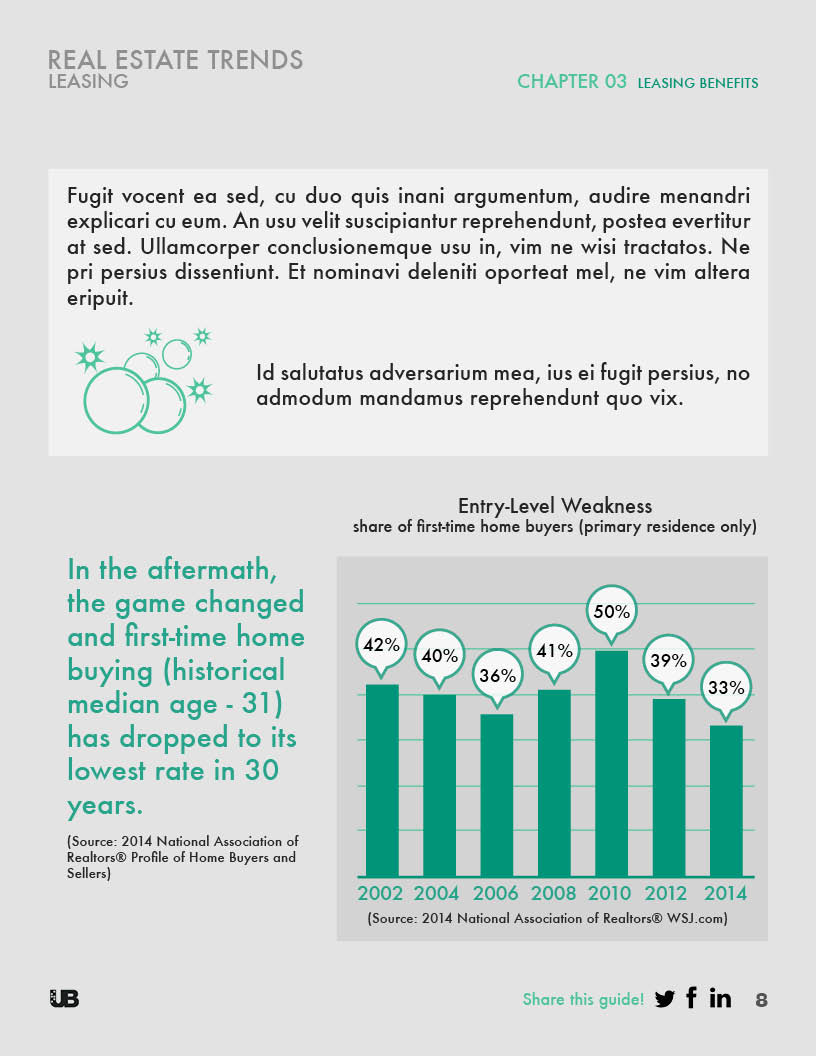 REAL ESTATE TRENDS
LEASING
CHAPTER 03 LEASING BENEFITS
Fugit vocent ea sed, cu duo quis inani argumentum, audire menandri
explicari cu eum. An usu velit suscipiantur reprehendunt, postea evertitur
at sed. Ullamcorper conclusionemque usu in, vim ne wisi tractatos. Ne
pri persius dissentiunt. Et nominavi deleniti oporteat mel, ne vim altera
eripuit.
Id salutatus adversarium mea, ius ei fugit persius, no
admodum mandamus reprehendunt quo vix.
In the aftermath,
the game changed
and first-time home
buying (historical
median age - 31)
has dropped to its
lowest rate in 30
years.
(Source: 2014 National Association of
Realtors® Profile of Home Buyers and
Sellers)
Entry-Level Weakness
share of first-time home buyers (primary residence only)
42% 40% 36% 41% 50% 39% 33%
2002 2004 2006 2008 2010 2012 2014
(Source: 2014 National Association of Realtors® WSJ.com)
UB
Share this guide! f in 8